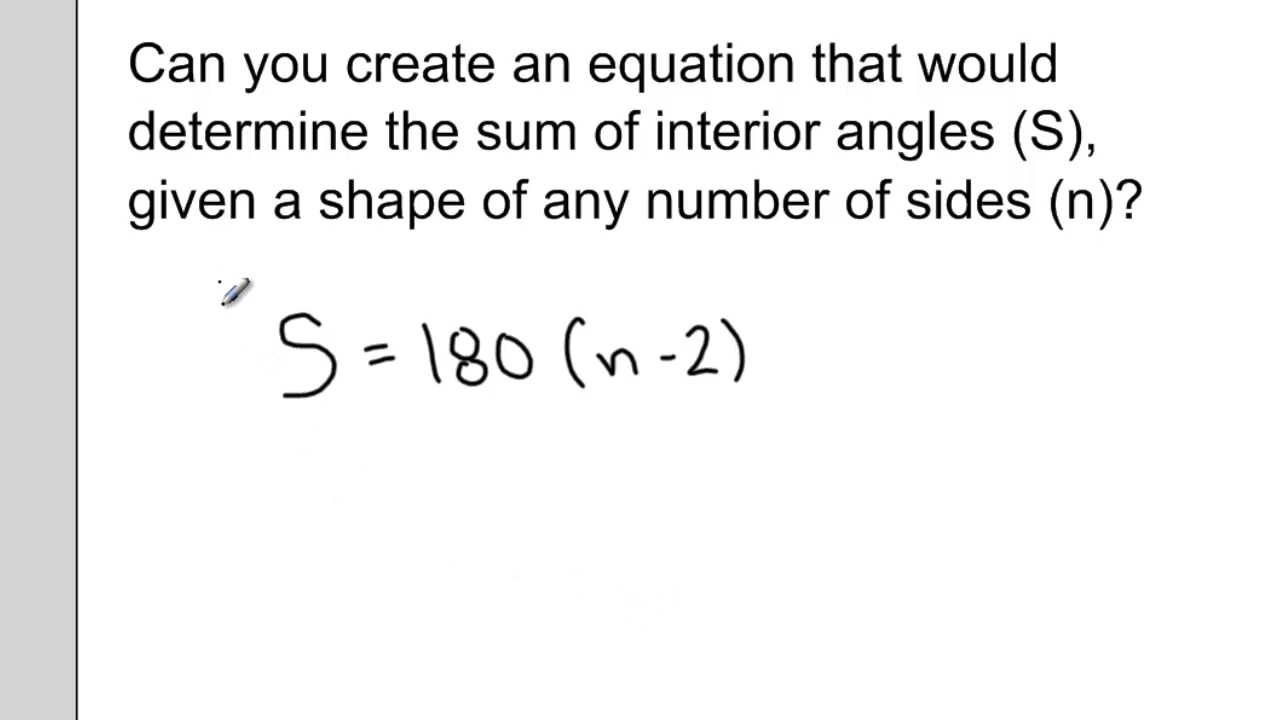 Can you create an equation that would
determine the sum of interior angles (S),
given a shape of any number of sides (n)?
S = 180 (n - 2)